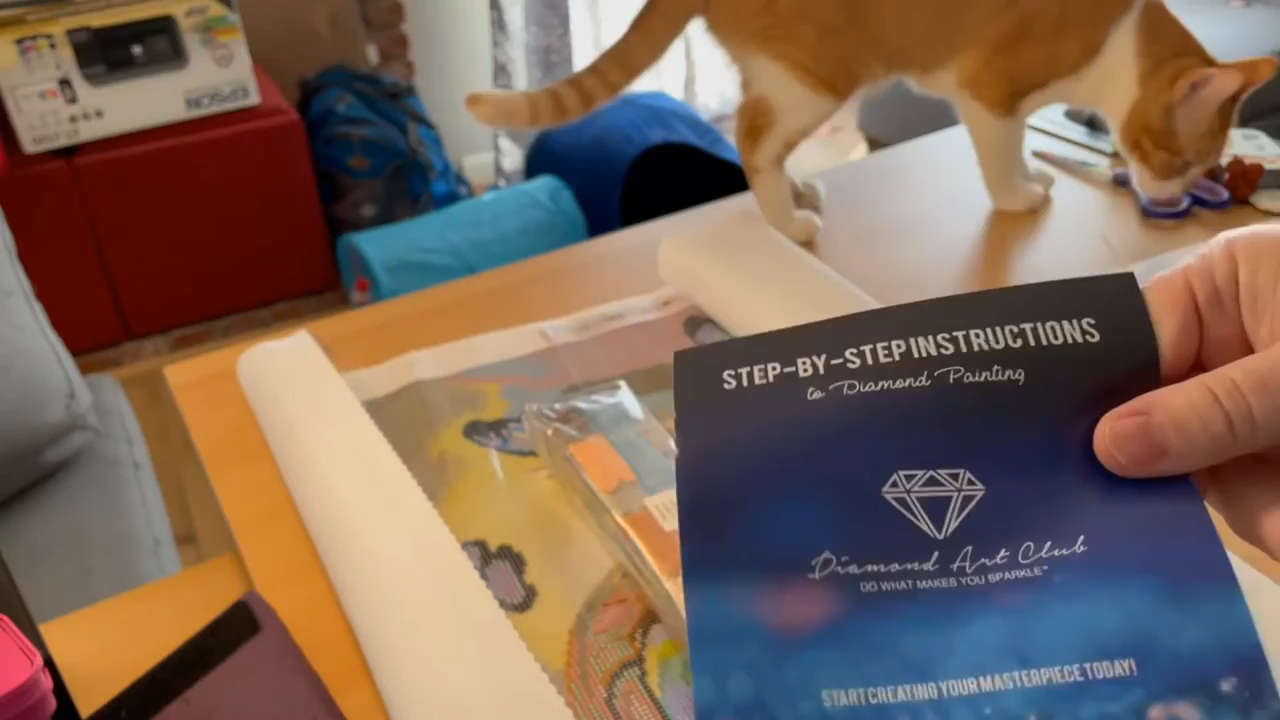 EPSON
STEP-BY-STEP INSTRUCTIONS
to Diamond Painting
Diamond Art Club
DO WHAT MAKES YOU SPARKLE™
START CREATING YOUR MASTERPIECE TODAY!